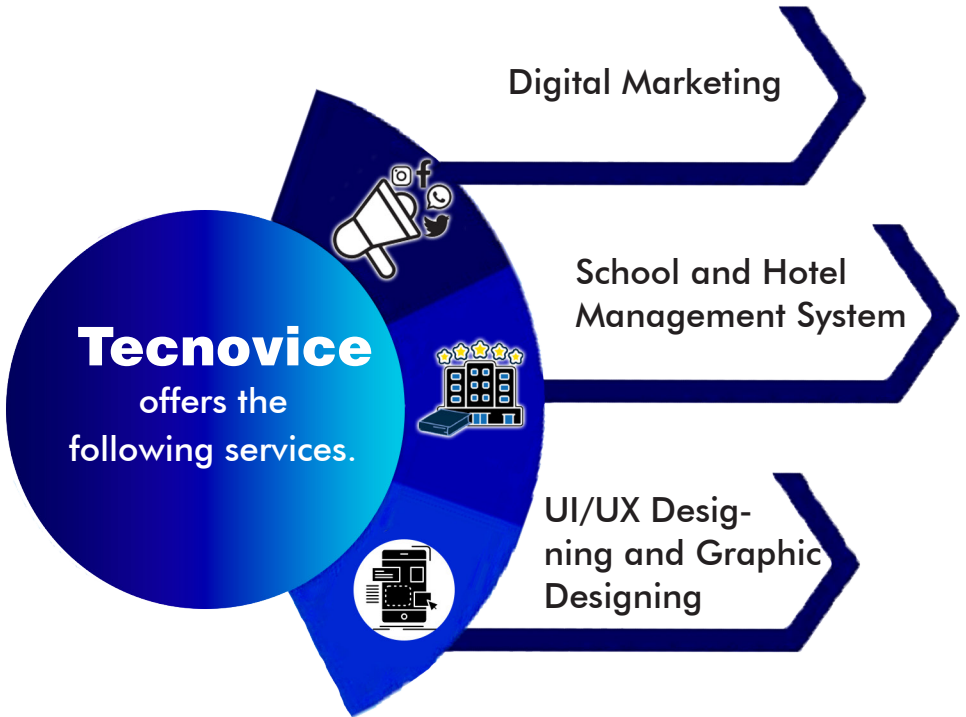 Digital Marketing
School and Hotel
Management System
Tecnovice
offers the
following services.
UI/UX Desig-
ning and Graphic
Designing